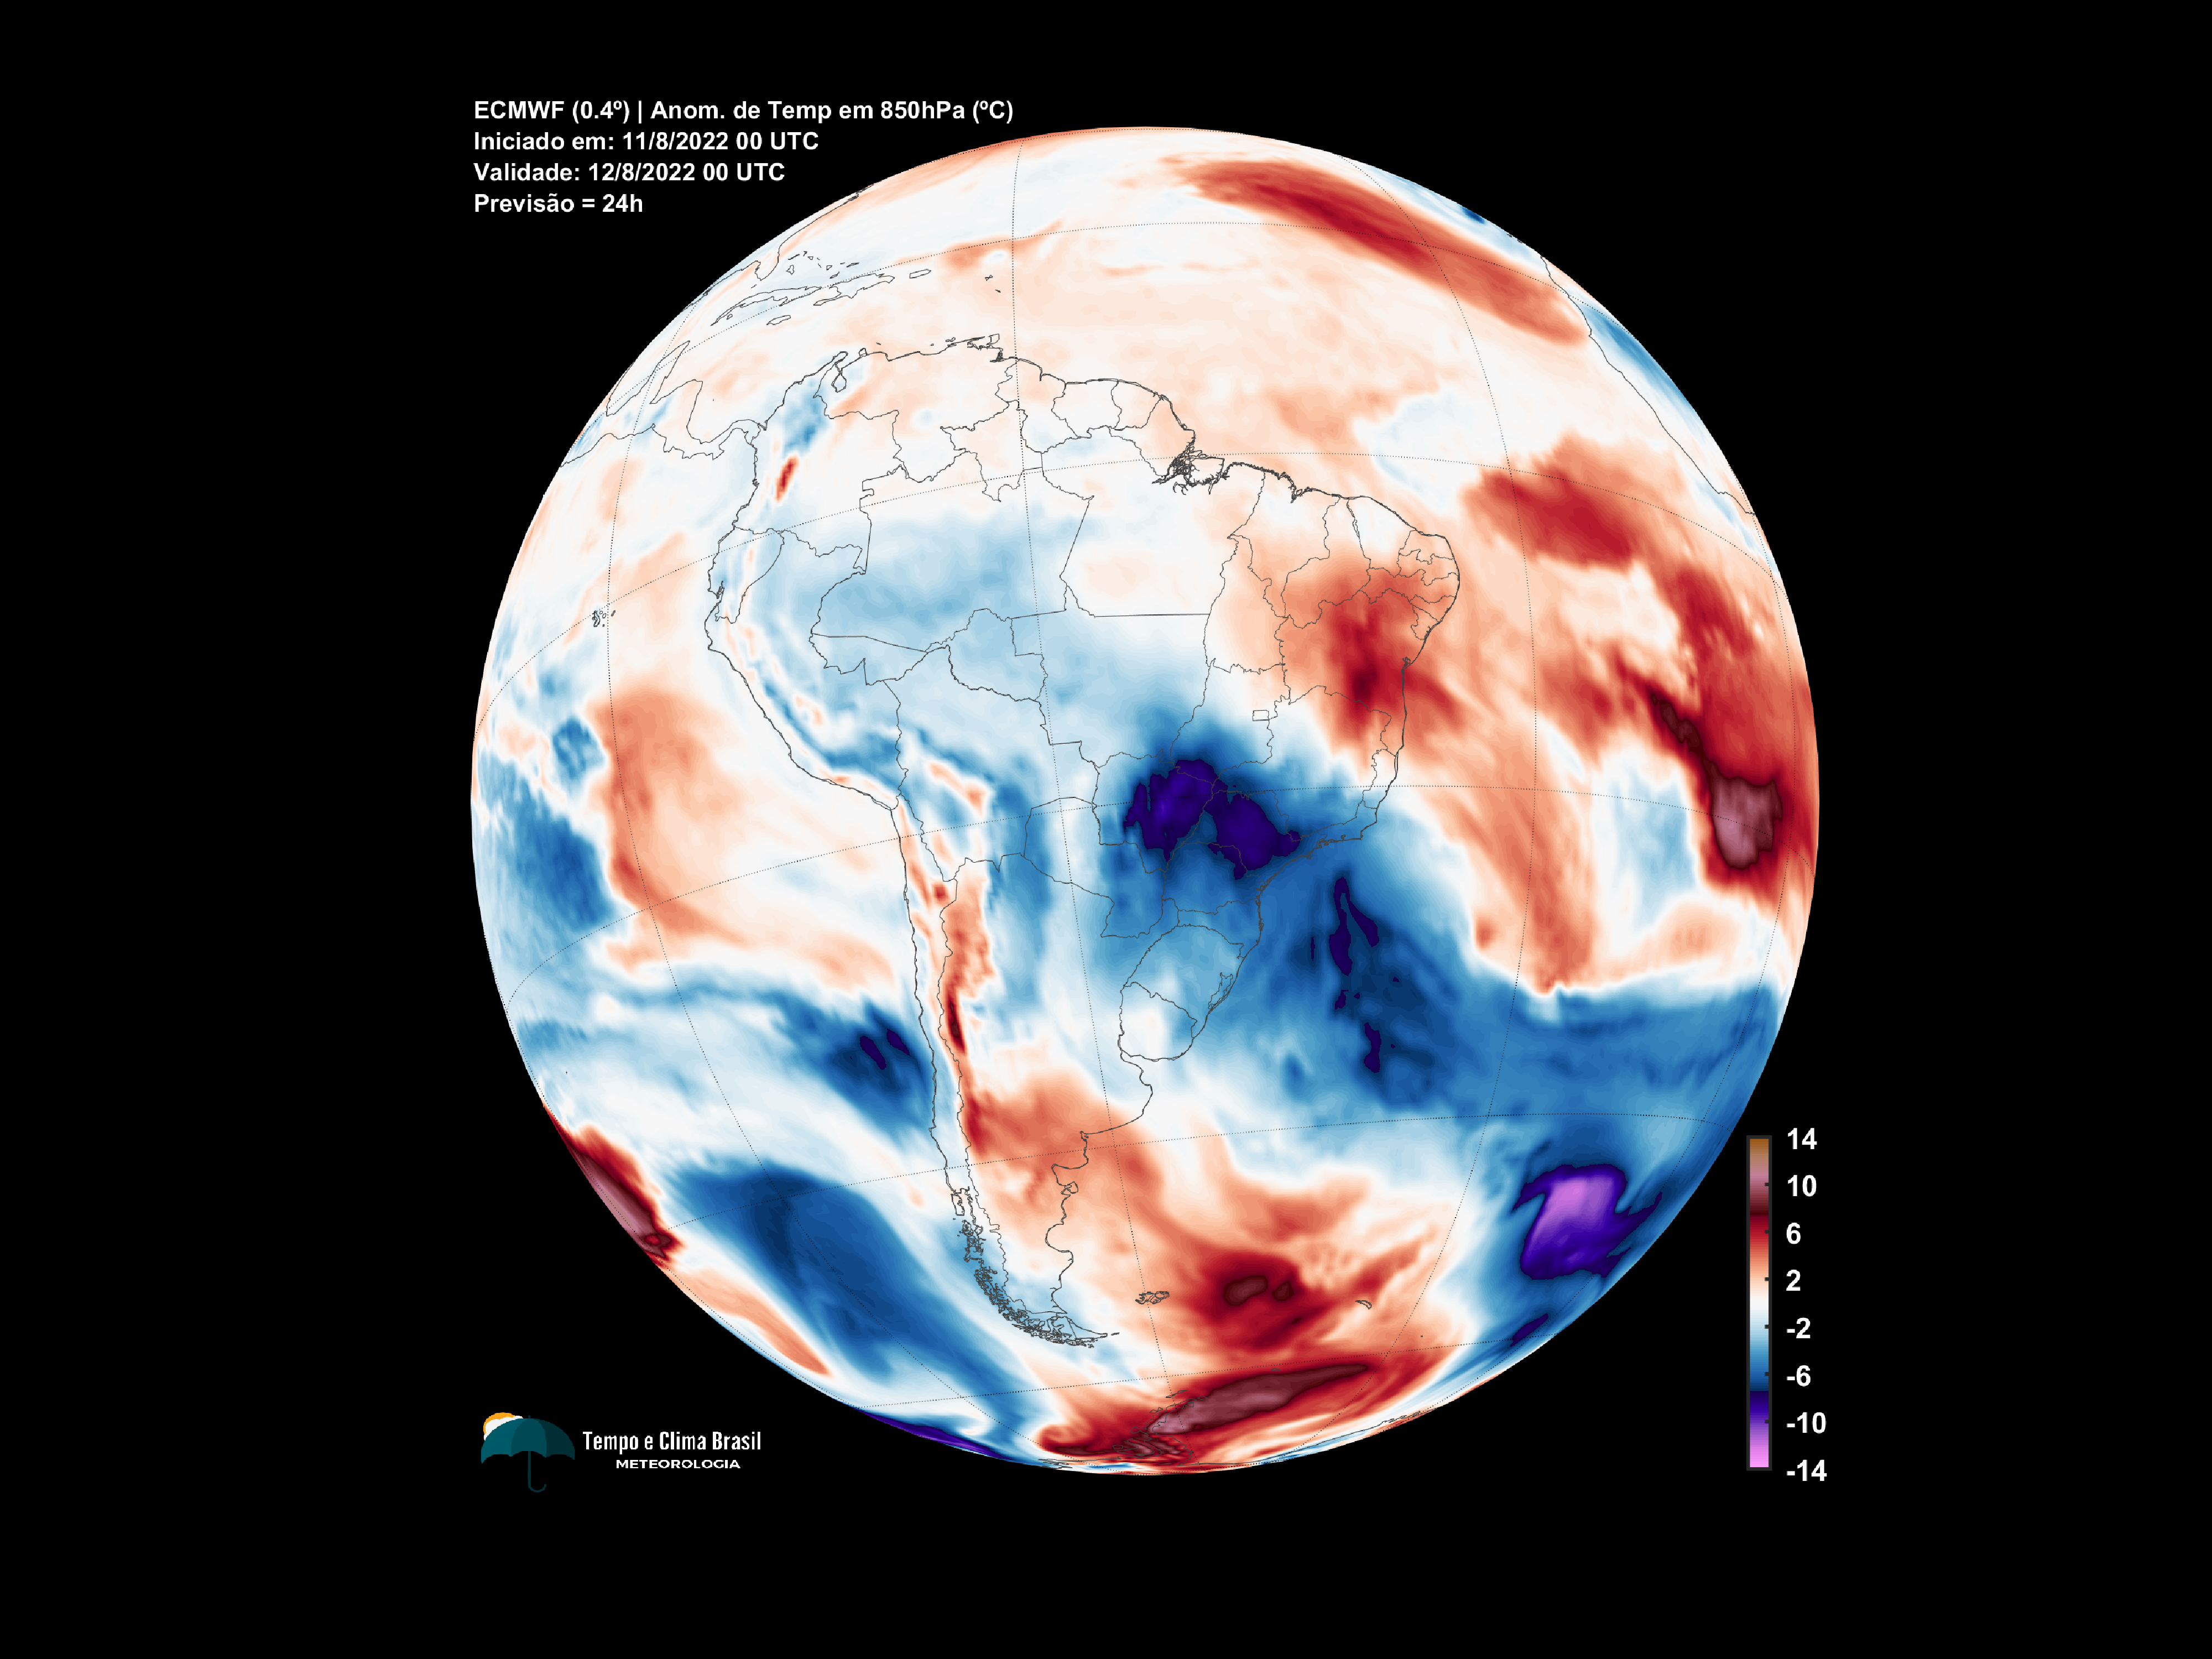 ECMWF (0.4º) | Anom. de Temp em 850hPa (ºC)
Iniciado em: 11/8/2022 00 UTC
Validade: 12/8/2022 00 UTC
Previsão = 24h
14
10
6
2
-2
-6
-10
-14
Tempo e Clima Brasil
METEOROLOGIA